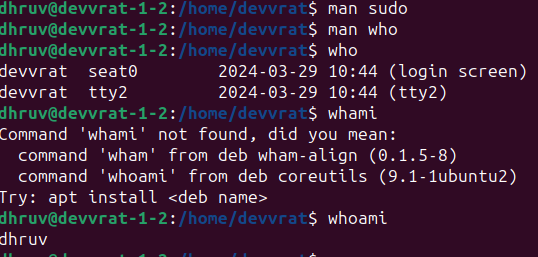 dhruv@devvrat-1-2:/home/devvrat$ man sudo
dhruv@devvrat-1-2:/home/devvrat$ man who
dhruv@devvrat-1-2:/home/devvrat$ who
devvrat  seat0        2024-03-29 10:44 (login screen)
devvrat  tty2         2024-03-29 10:44 (tty2)
dhruv@devvrat-1-2:/home/devvrat$ whami
Command 'whami' not found, did you mean:
  command 'wham' from deb wham-align (0.1.5-8)
  command 'whoami' from deb coreutils (9.1-1ubuntu2)
Try: apt install <deb name>
dhruv@devvrat-1-2:/home/devvrat$ whoami
dhruv